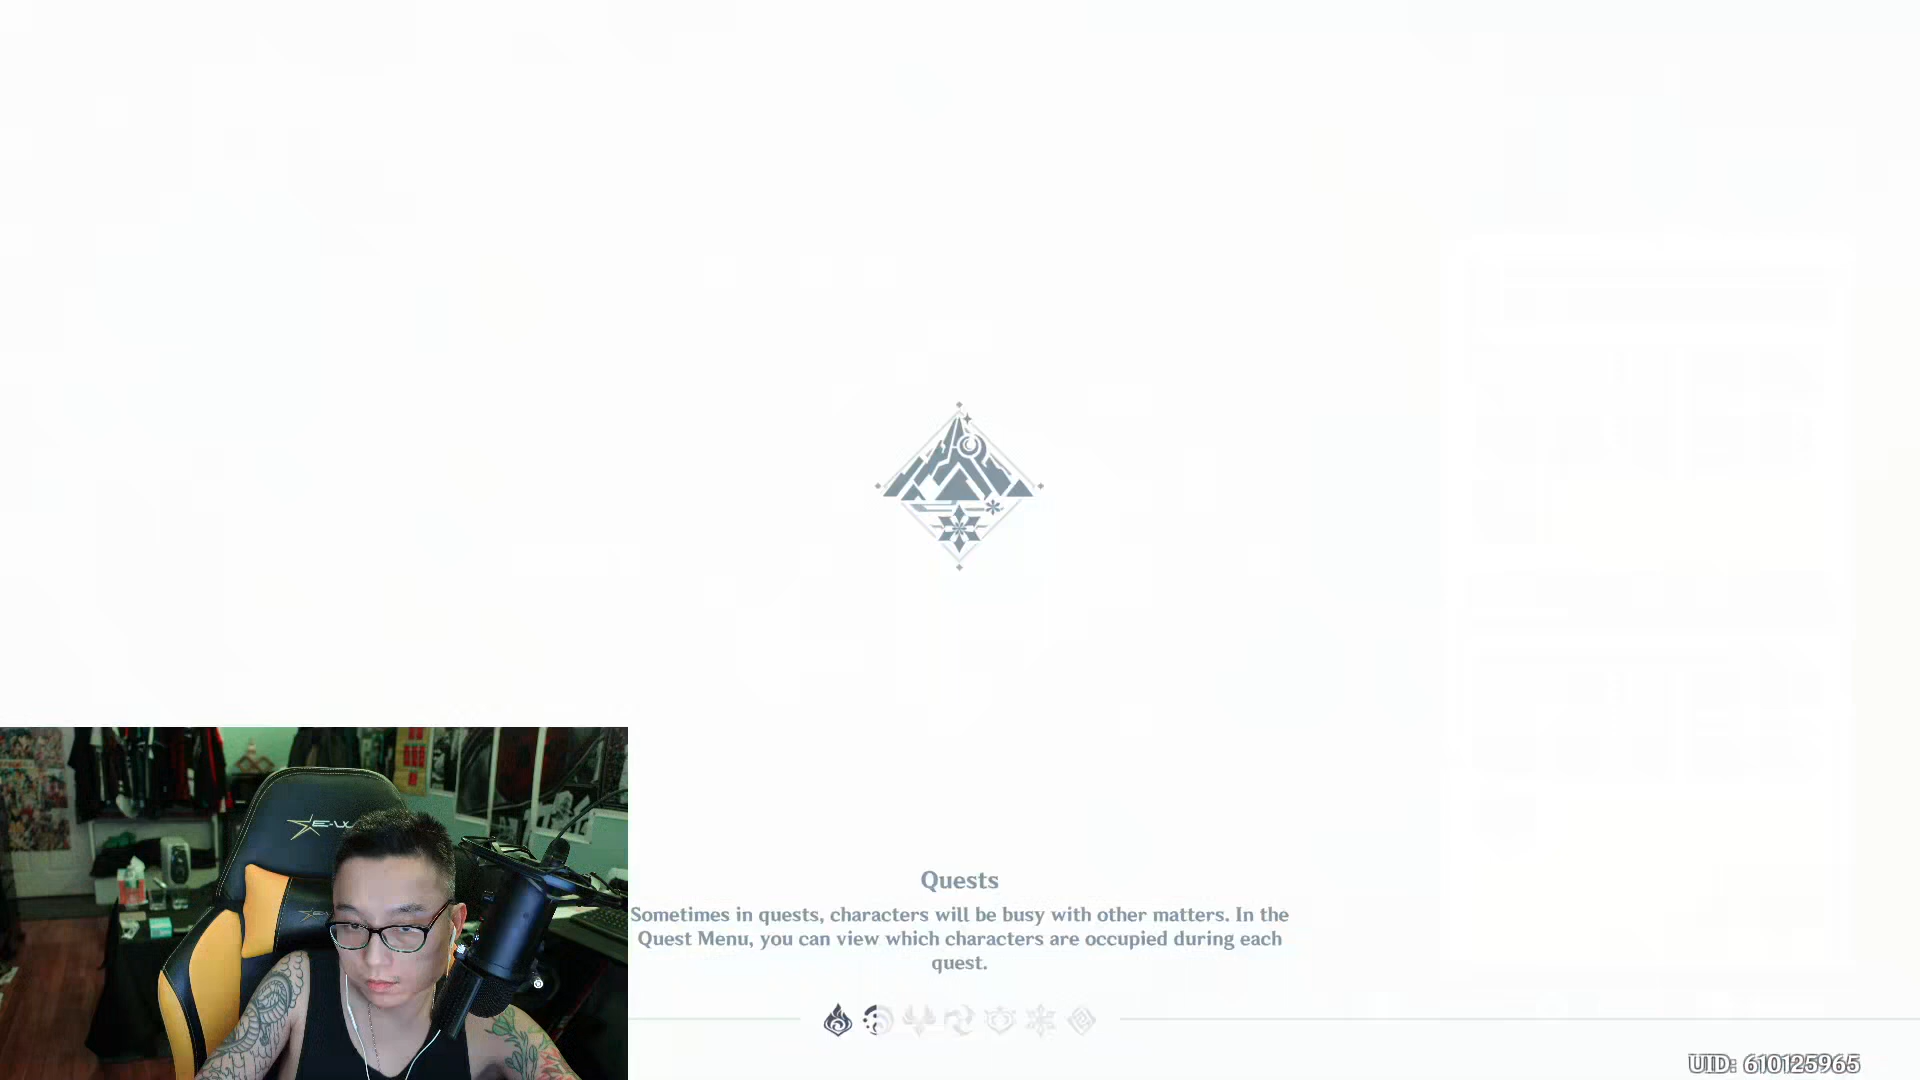 Quests
Sometimes in quests, characters will be busy with other matters. In the
Quest Menu, you can view which characters are occupied during each
quest.
UID: 610125965